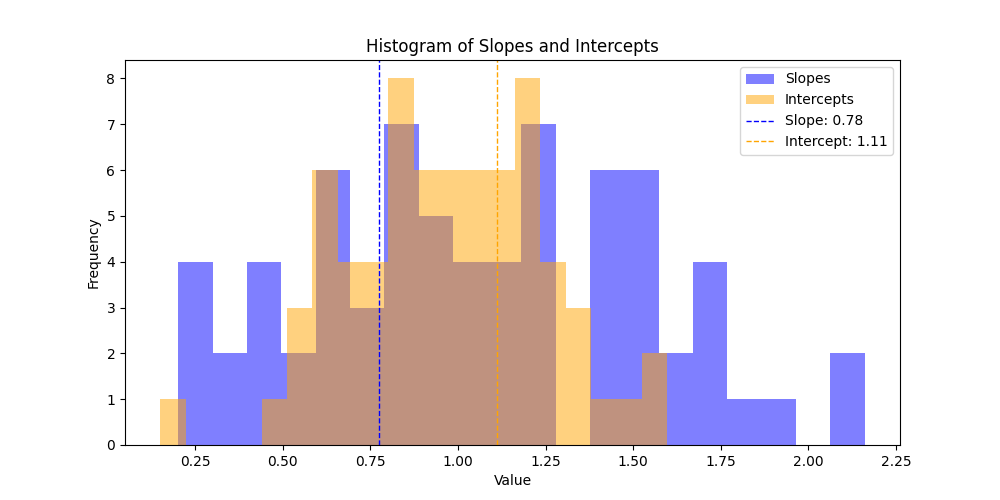 Histogram of Slopes and Intercepts
Slopes
Intercepts
Slope: 0.78
Intercept: 1.11
Frequency
8
7
6
5
4
3
2
1
0
0.25 0.50 0.75 1.00 1.25 1.50 1.75 2.00 2.25
Value